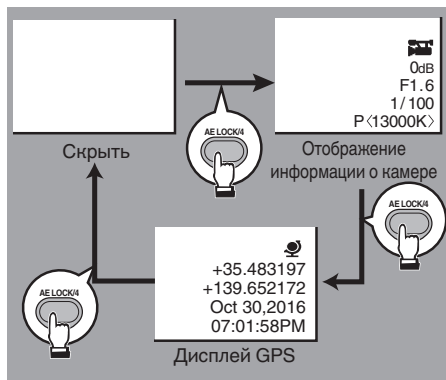 0dB
F1.6
1/100
P〈13000K〉
AE LOCK/4
Скрыть
Отображение
информации о камере
AE LOCK/4
+35.483197
+139.652172
Oct 30,2016
07:01:58PM
AE LOCK/4
Дисплей GPS